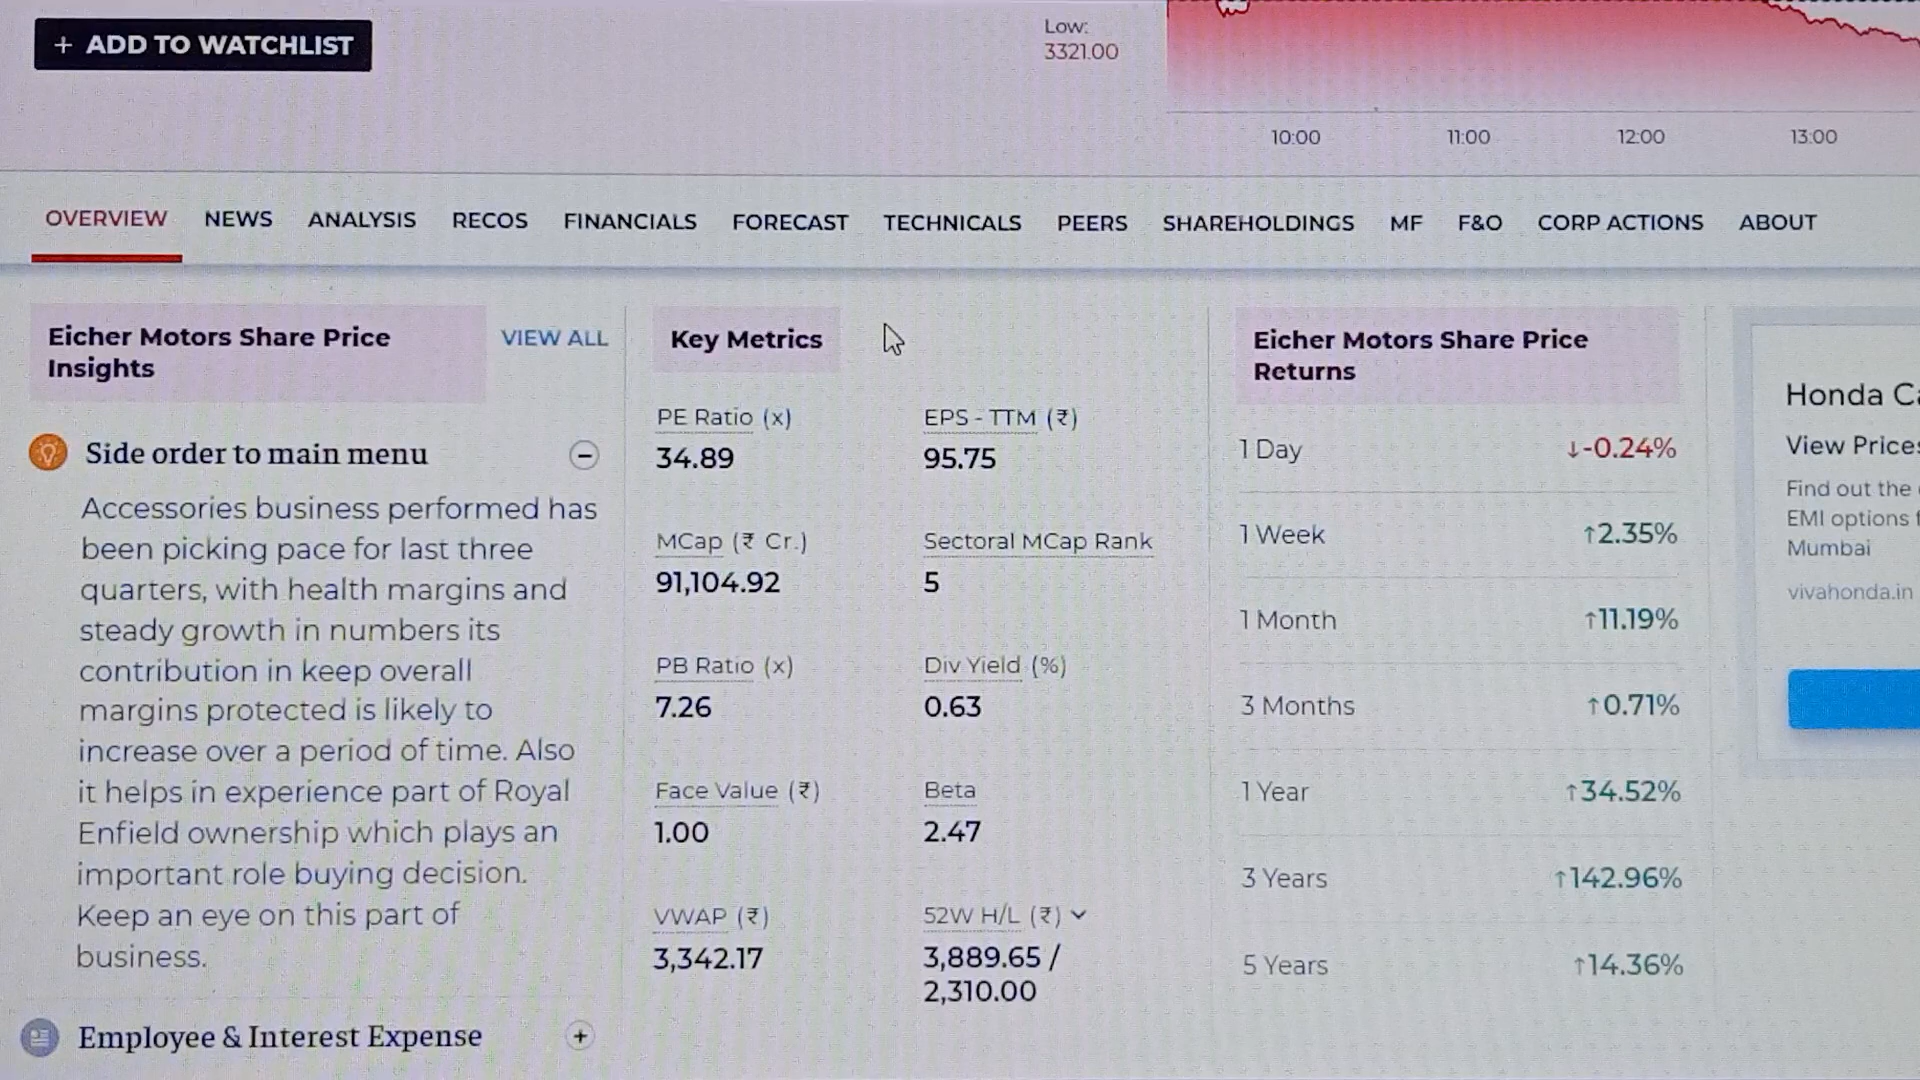 + ADD TO WATCHLIST
Low:
3321.00
10:00 11:00 12:00 13:00
OVERVIEW NEWS ANALYSIS RECOS FINANCIALS FORECAST TECHNICALS PEERS SHAREHOLDINGS MF F&O CORP ACTIONS ABOUT
Eicher Motors Share Price
Insights
VIEW ALL
Side order to main menu
Accessories business performed has
been picking pace for last three
quarters, with health margins and
steady growth in numbers its
contribution in keep overall
margins protected is likely to
increase over a period of time. Also
it helps in experience part of Royal
Enfield ownership which plays an
important role buying decision.
Keep an eye on this part of
business.
Employee & Interest Expense
Key Metrics
PE Ratio (x) EPS - TTM (₹)
34.89 95.75
MCap (₹ Cr.) Sectoral MCap Rank
91,104.92 5
PB Ratio (x) Div Yield (%)
7.26 0.63
Face Value (₹) Beta
1.00 2.47
VWAP (₹) 52W H/L (₹)
3,342.17 3,889.65 /
2,310.00
Eicher Motors Share Price
Returns
1 Day ↓-0.24%
1 Week ↑2.35%
1 Month ↑11.19%
3 Months ↑0.71%
1 Year ↑34.52%
3 Years ↑142.96%
5 Years ↑14.36%
Honda
View Prices
Find out the
EMI options
Mumbai
vivahonda.in